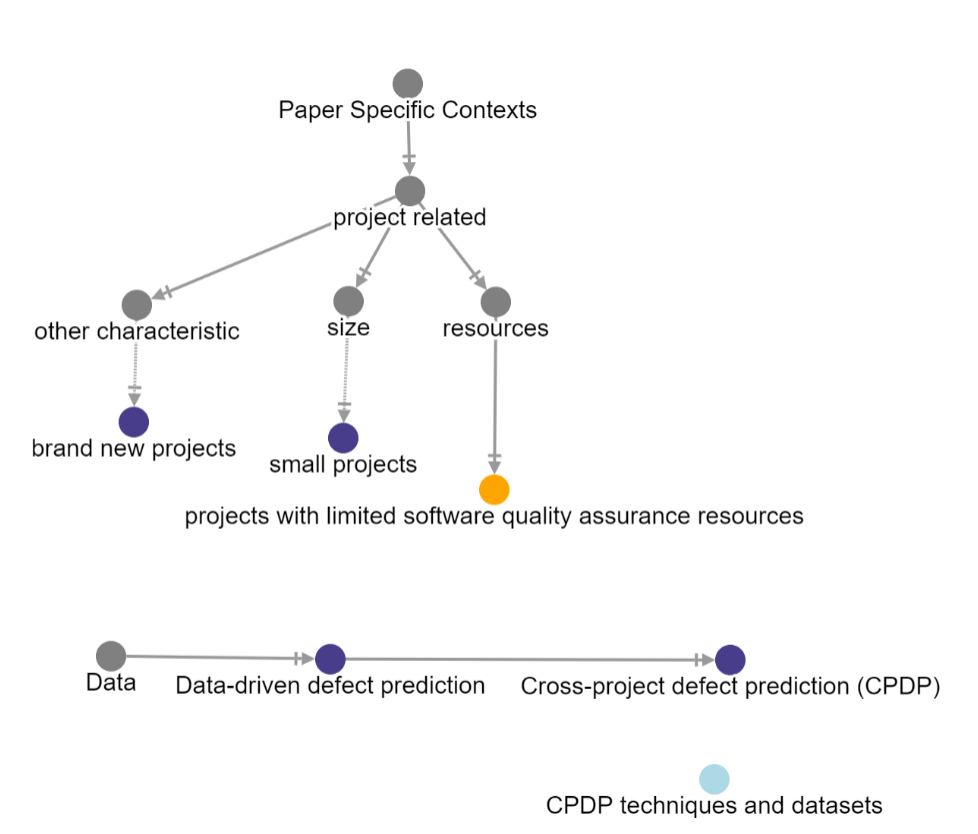 Paper Specific Contexts
project related
other characteristic
size
resources
brand new projects
small projects
projects with limited software quality assurance resources
Data
Data-driven defect prediction
Cross-project defect prediction (CPDP)
CPDP techniques and datasets